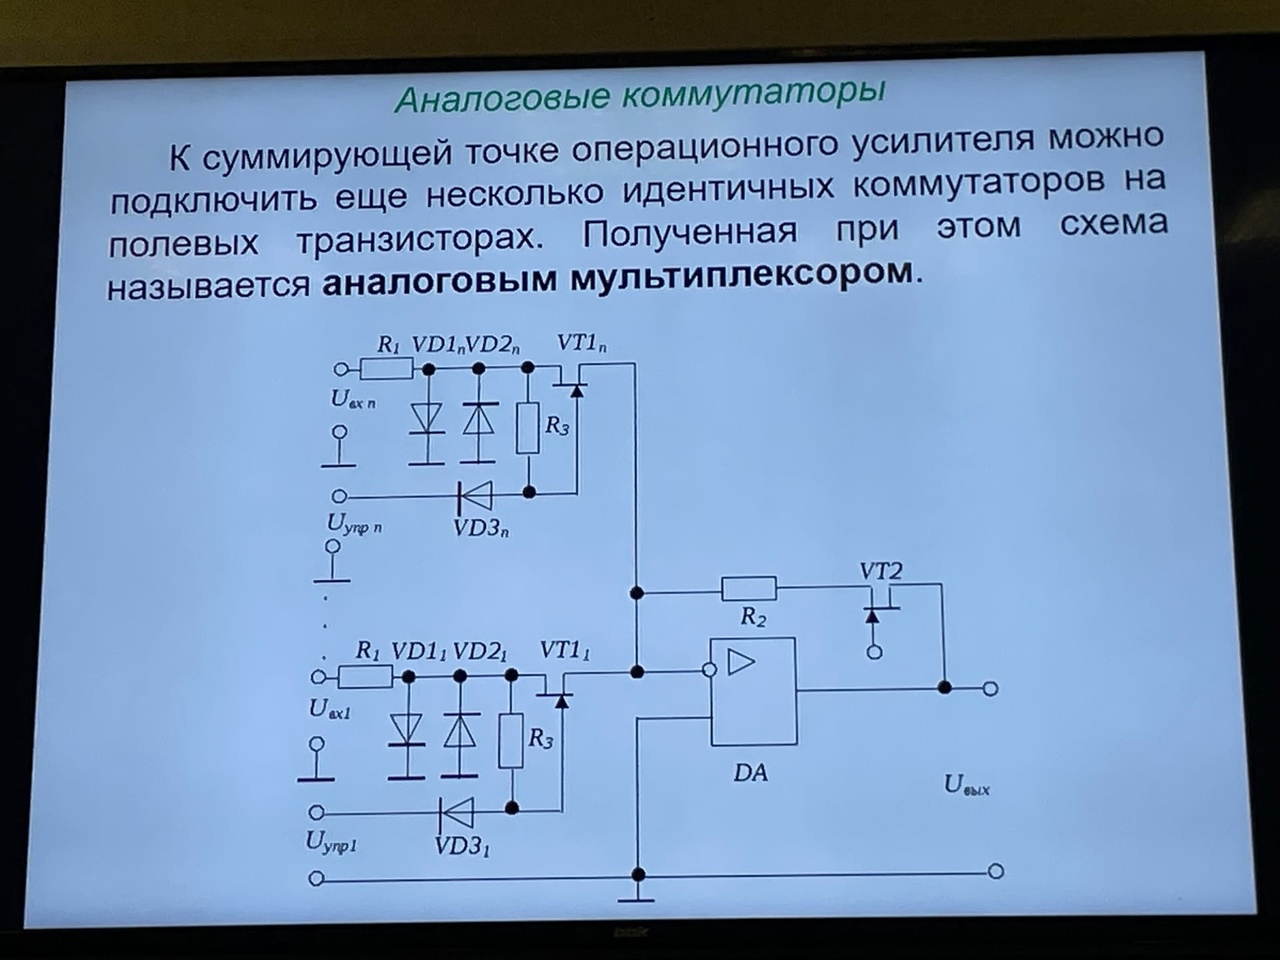 Аналоговые коммутаторы
К суммирующей точке операционного усилителя можно
подключить еще несколько идентичных коммутаторов на
полевых транзисторах. Полученная при этом схема
называется аналоговым мультиплексором.
R1 VD1n VD2n VT1n
Uвх n
R3
Uупр n
VD3n
VT2
R2
R1 VD11 VD21 VT11
Uвх1
R3
DA
Uвых
Uупр1
VD31